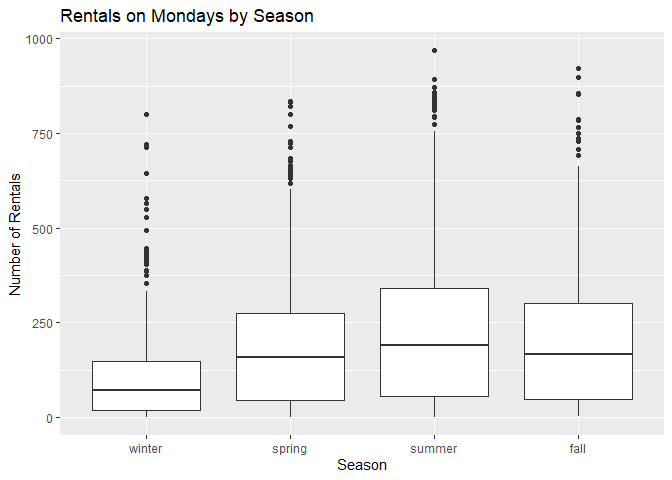 Rentals on Mondays by Season
Number of Rentals
1000
750
500
250
0
winter spring summer fall
Season